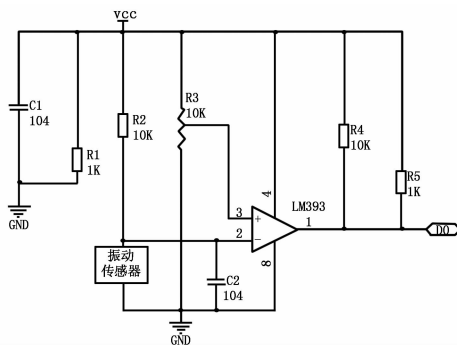 vcc
C1
104
R1
1K
R2
10K
R3
10K
R4
10K
R5
1K
LM393
4
3
+
2
−
1
8
DO
振动
传感器
C2
104
GND
GND